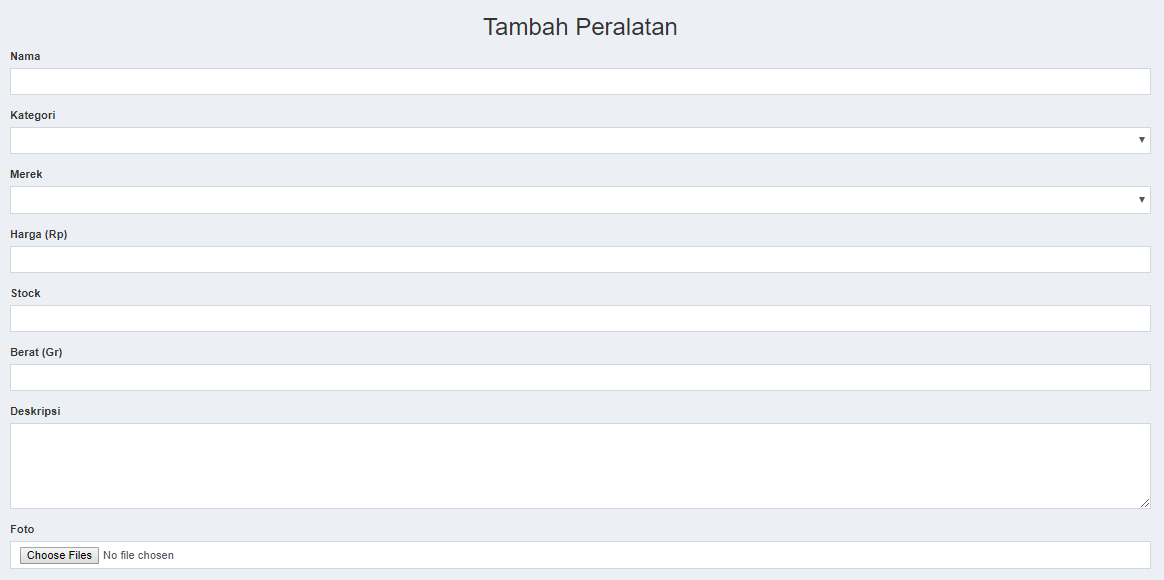 Tambah Peralatan
Nama
Kategori
Merek
Harga (Rp)
Stock
Berat (Gr)
Deskripsi
Foto
Choose Files No file chosen